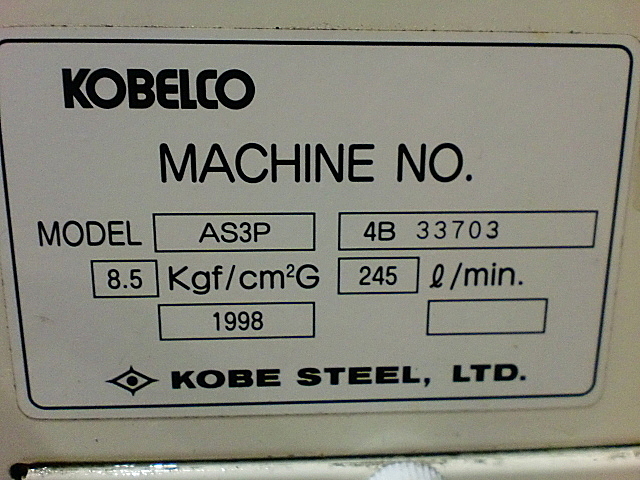 KOBELCO
MACHINE NO.
MODEL AS3P 4B 33703
8.5 Kgf/cm²G 245 ℓ/min.
1998
KOBE STEEL, LTD.